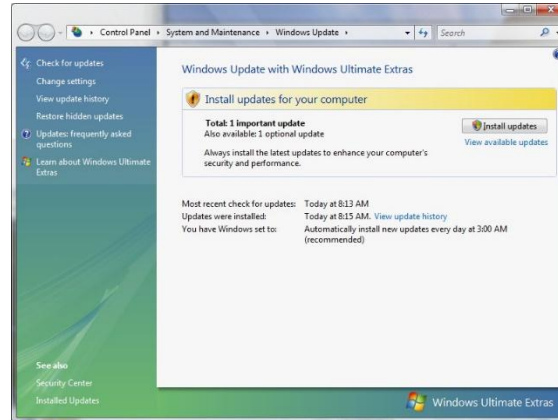 Control Panel ▸ System and Maintenance ▸ Windows Update ▸
Search
Check for updates
Change settings
View update history
Restore hidden updates
Updates: frequently asked
questions
Learn about Windows Ultimate
Extras
Windows Update with Windows Ultimate Extras
Install updates for your computer
Total: 1 important update
Also available: 1 optional update
Always install the latest updates to enhance your computer's
security and performance.
Install updates
View available updates
Most recent check for updates: Today at 8:13 AM
Updates were installed: Today at 8:15 AM. View update history
You have Windows set to: Automatically install new updates every day at 3:00 AM
(recommended)
See also
Security Center
Installed Updates
Windows Ultimate Extras